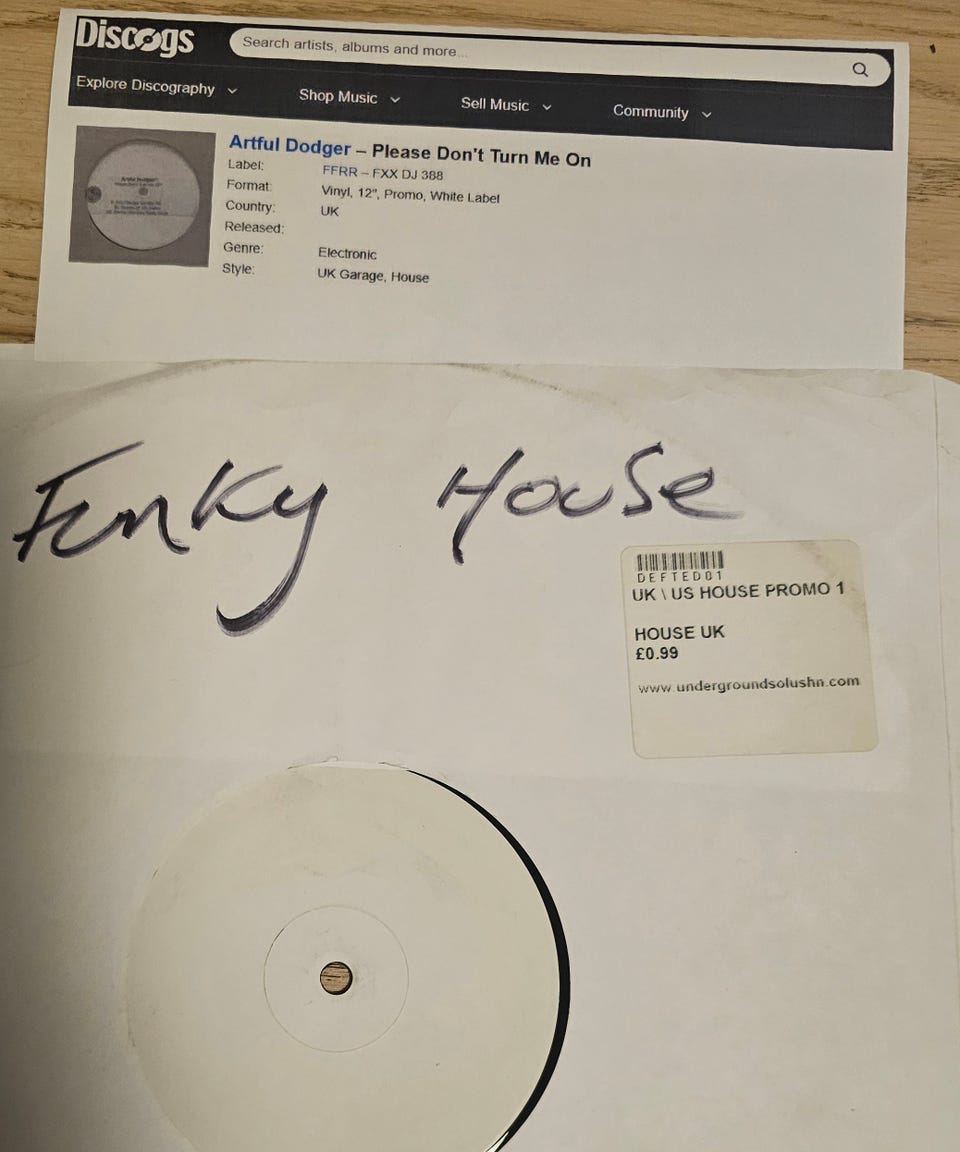 Discogs
Search artists, albums and more...
Explore Discography Shop Music Sell Music Community
Artful Dodger – Please Don't Turn Me On
Label: FFRR – FXX DJ 388
Format: Vinyl, 12", Promo, White Label
Country: UK
Released:
Genre: Electronic
Style: UK Garage, House
Funky House
DEFTED01
UK \ US HOUSE PROMO 1
HOUSE UK
£0.99
www.undergroundsolushn.com